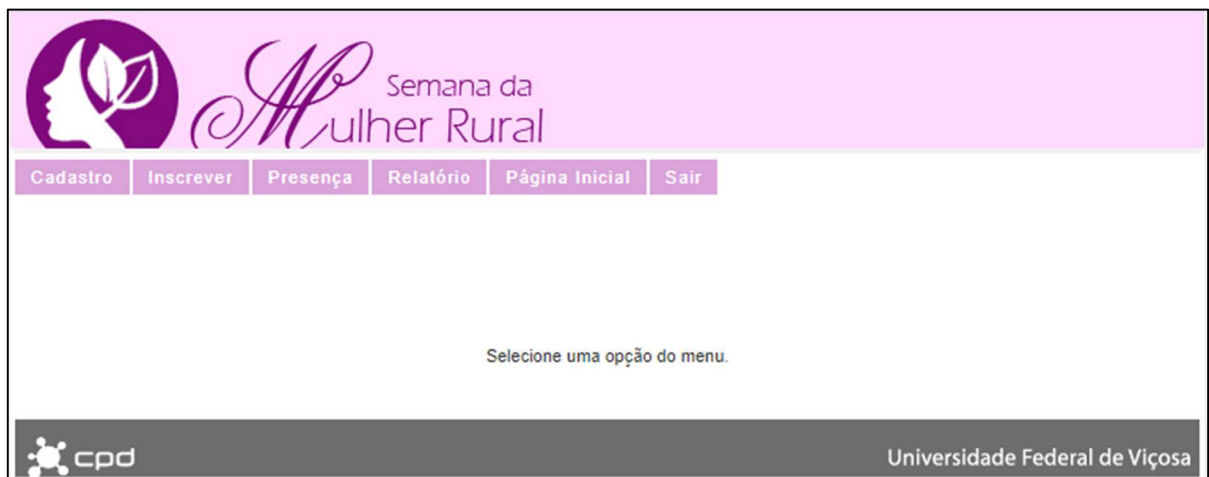 Semana da
Mulher Rural
Cadastro Inscrever Presença Relatório Página Inicial Sair
Selecione uma opção do menu.
cpd Universidade Federal de Viçosa